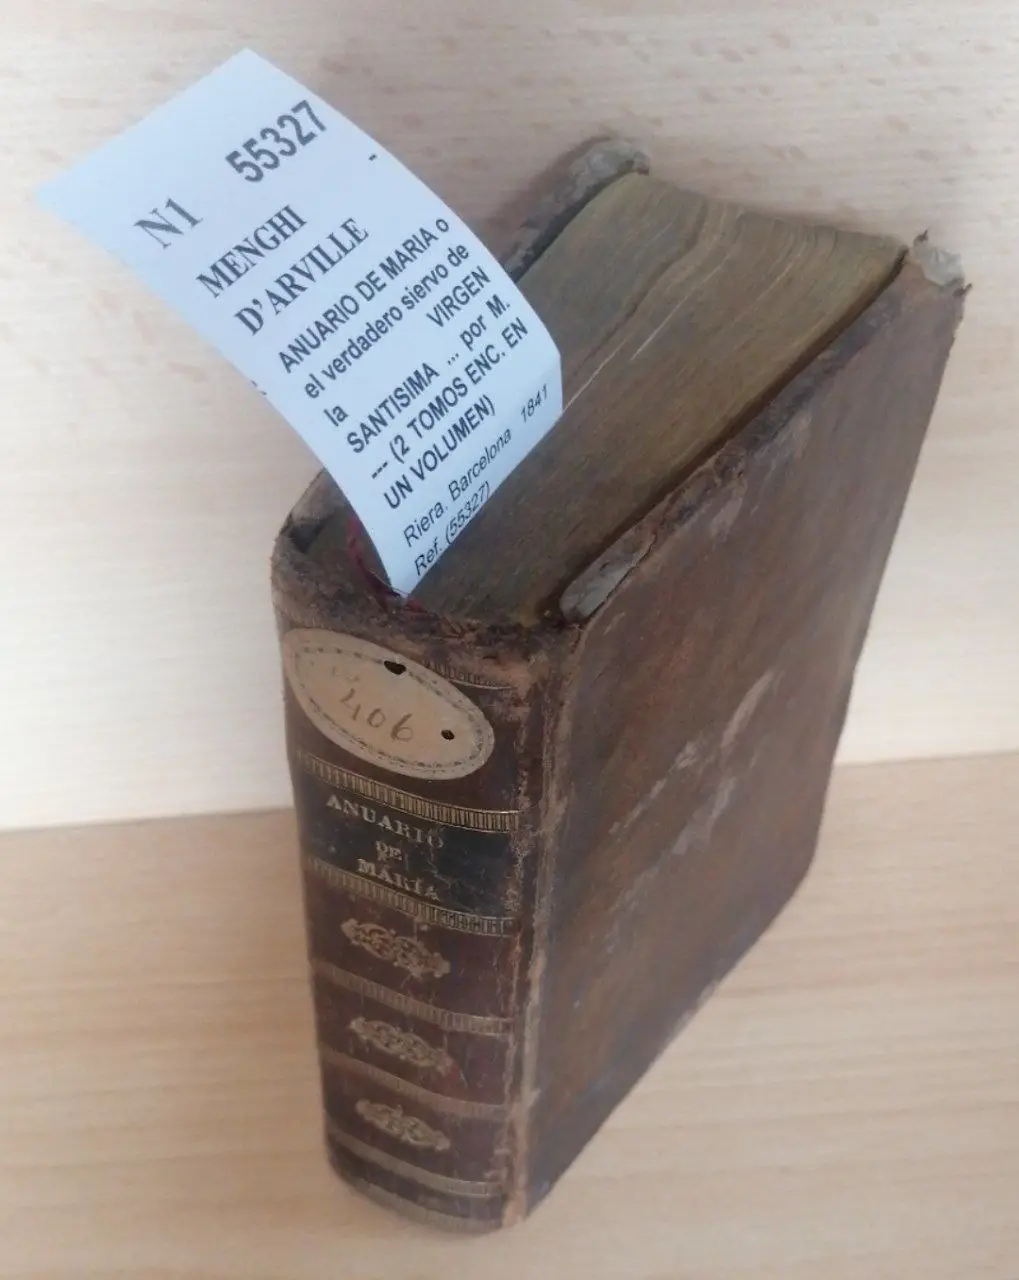 N1 55327
MENGHI
D'ARVILLE
ANUARIO DE MARIA o
el verdadero siervo de
la VIRGEN
SANTISIMA ... por M.
--- (2 TOMOS ENC. EN
UN VOLUMEN)
Riera. Barcelona 1841
Ref. (55327)
406
ANUARIO
DE
MARIA